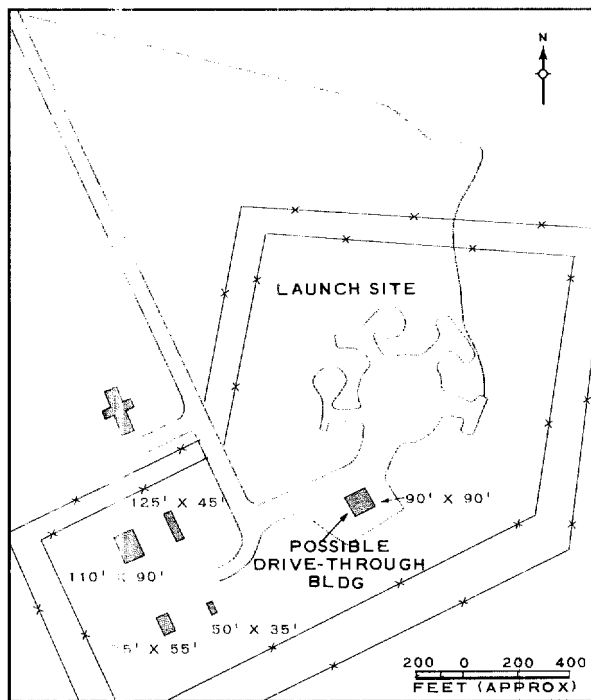 N
LAUNCH SITE
125' X 45'
90' X 90'
POSSIBLE
DRIVE-THROUGH
BLDG
110' X 90'
50' X 35'
X 55'
200 0 200 400
FEET (APPROX)